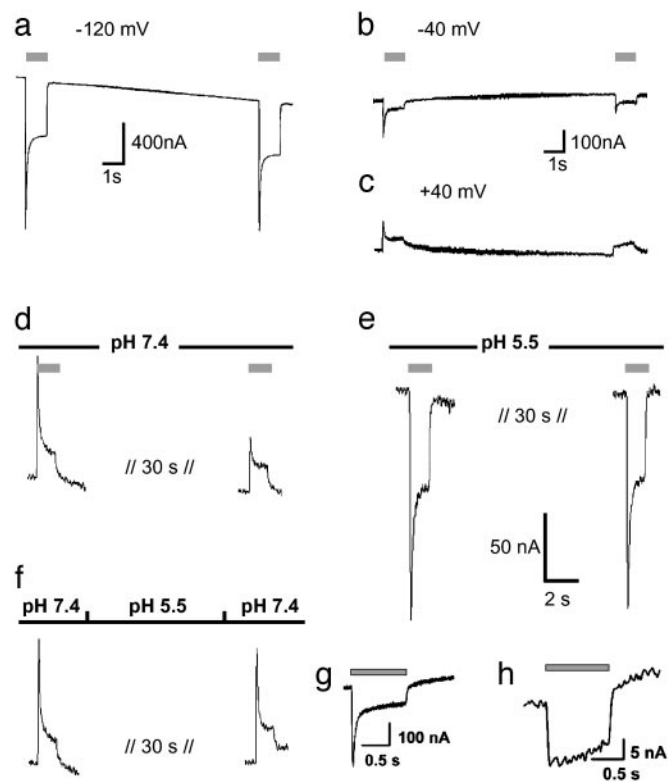 a
-120 mV
400nA
1s
b
-40 mV
100nA
1s
c
+40 mV
d
pH 7.4
// 30 s //
e
pH 5.5
// 30 s //
50 nA
2 s
f
pH 7.4 pH 5.5 pH 7.4
// 30 s //
g
100 nA
0.5 s
h
5 nA
0.5 s